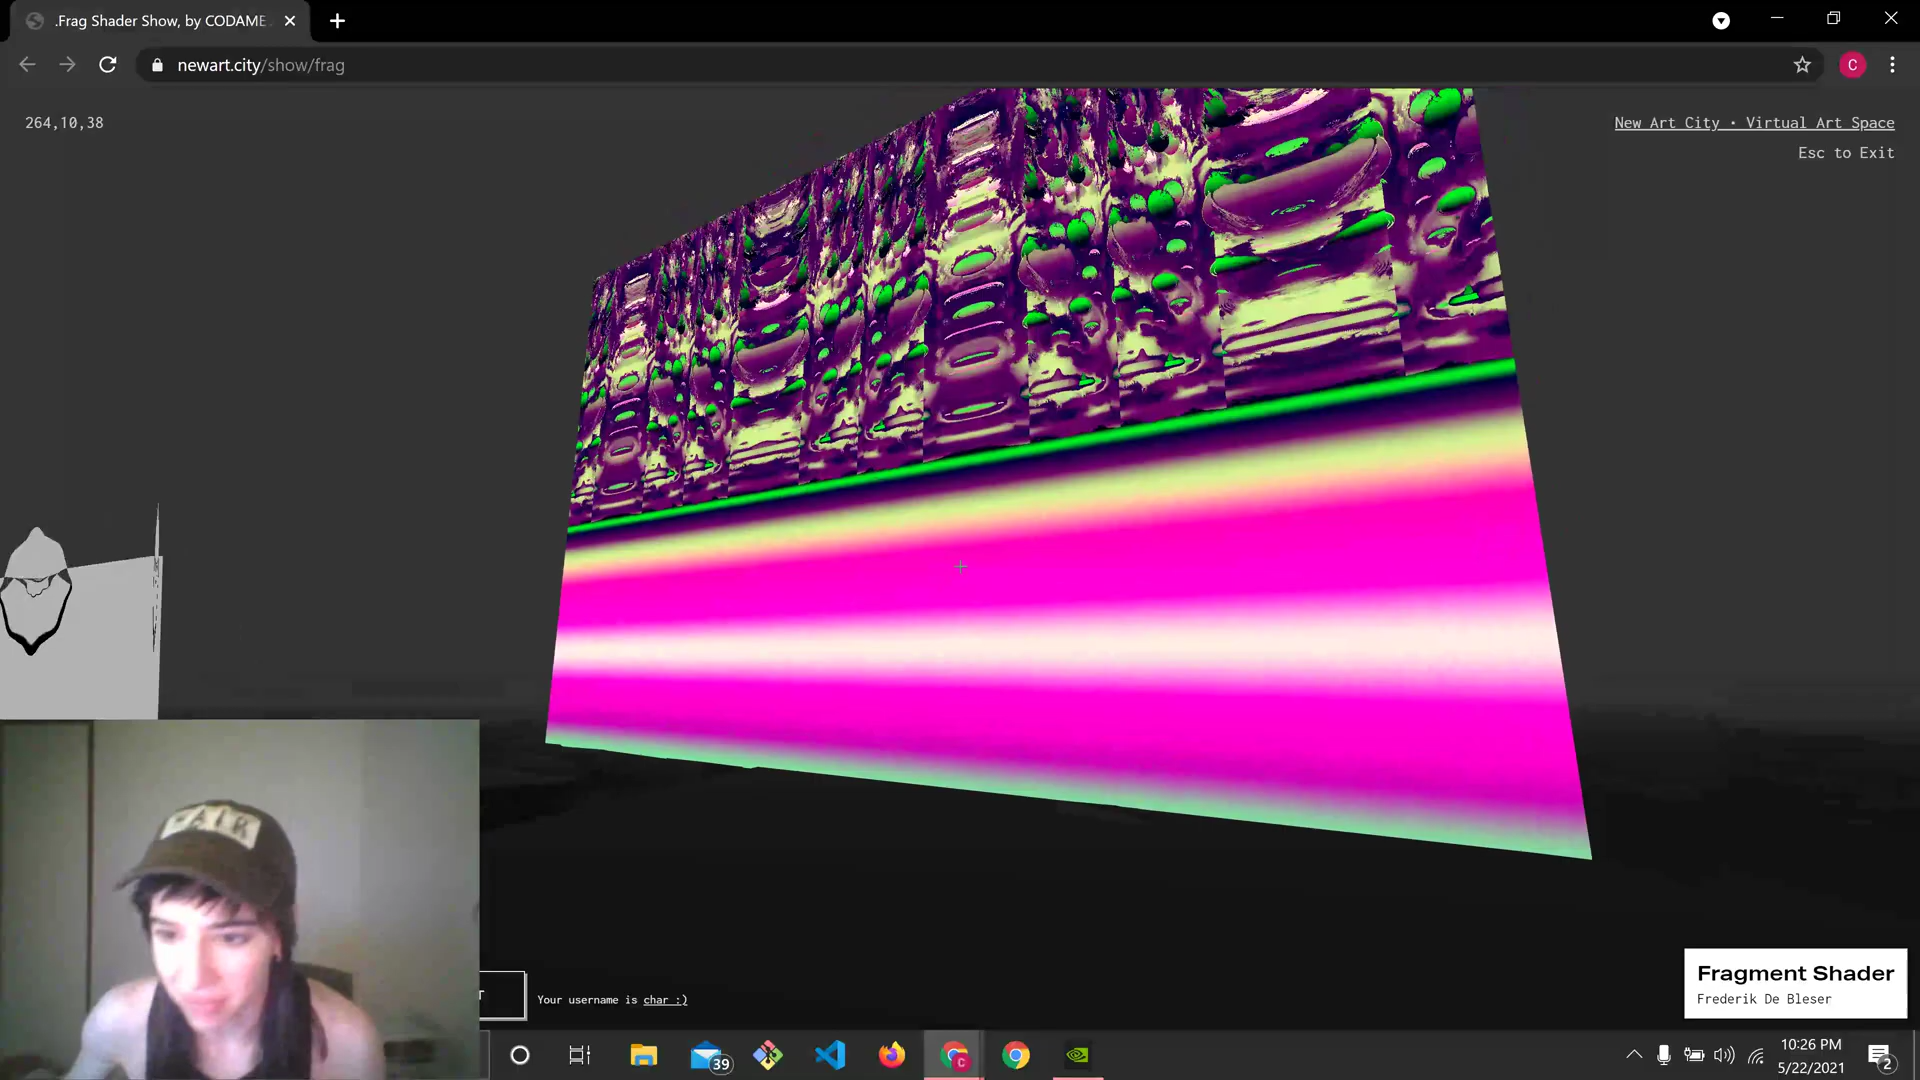 .Frag Shader Show, by CODAME
newart.city/show/frag
C
264,10,38
New Art City • Virtual Art Space
Esc to Exit
Fragment Shader
Frederik De Bleser
Your username is char :)
39
C
10:26 PM
5/22/2021
2